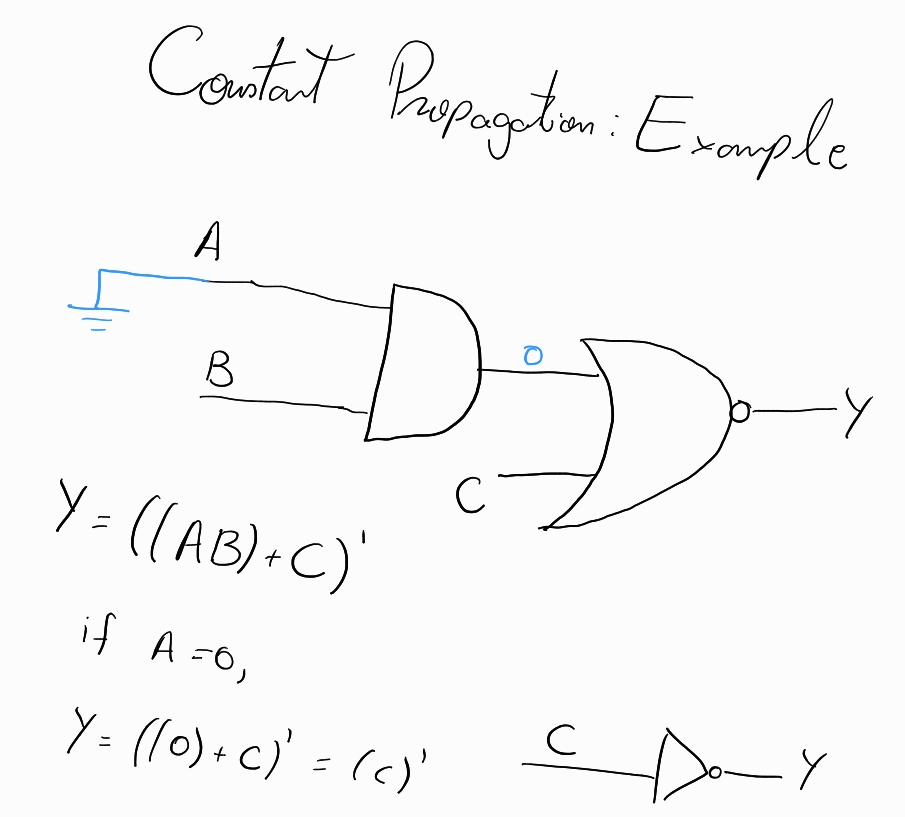 Constant Propagation: Example
A
B
0
Y
C
Y = ((AB) + C)'
if A = 0,
Y = ((0) + C)' = (C)'
C
Y